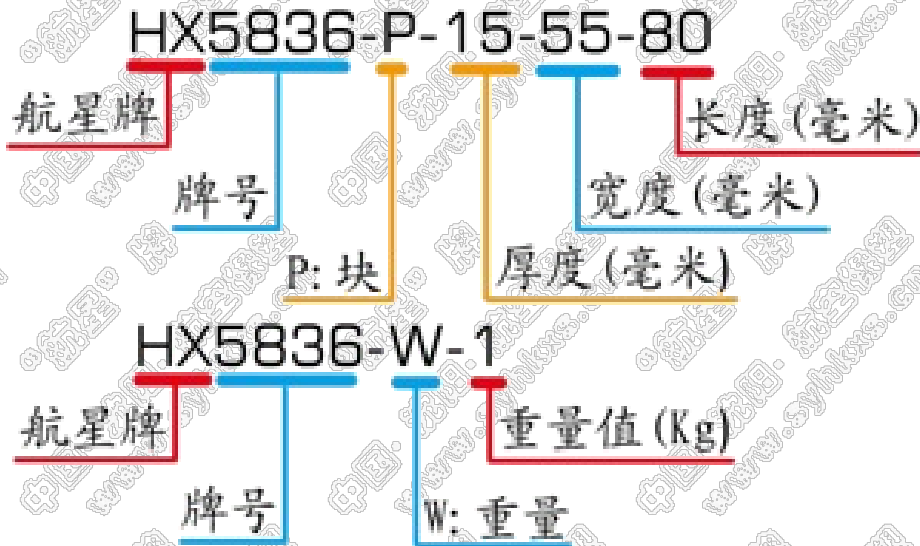 HX5836-P-15-55-80
航星牌
长度(毫米)
牌号
宽度(毫米)
P:块
厚度(毫米)
HX5836-W-1
航星牌
重量值(Kg)
牌号
W:重量